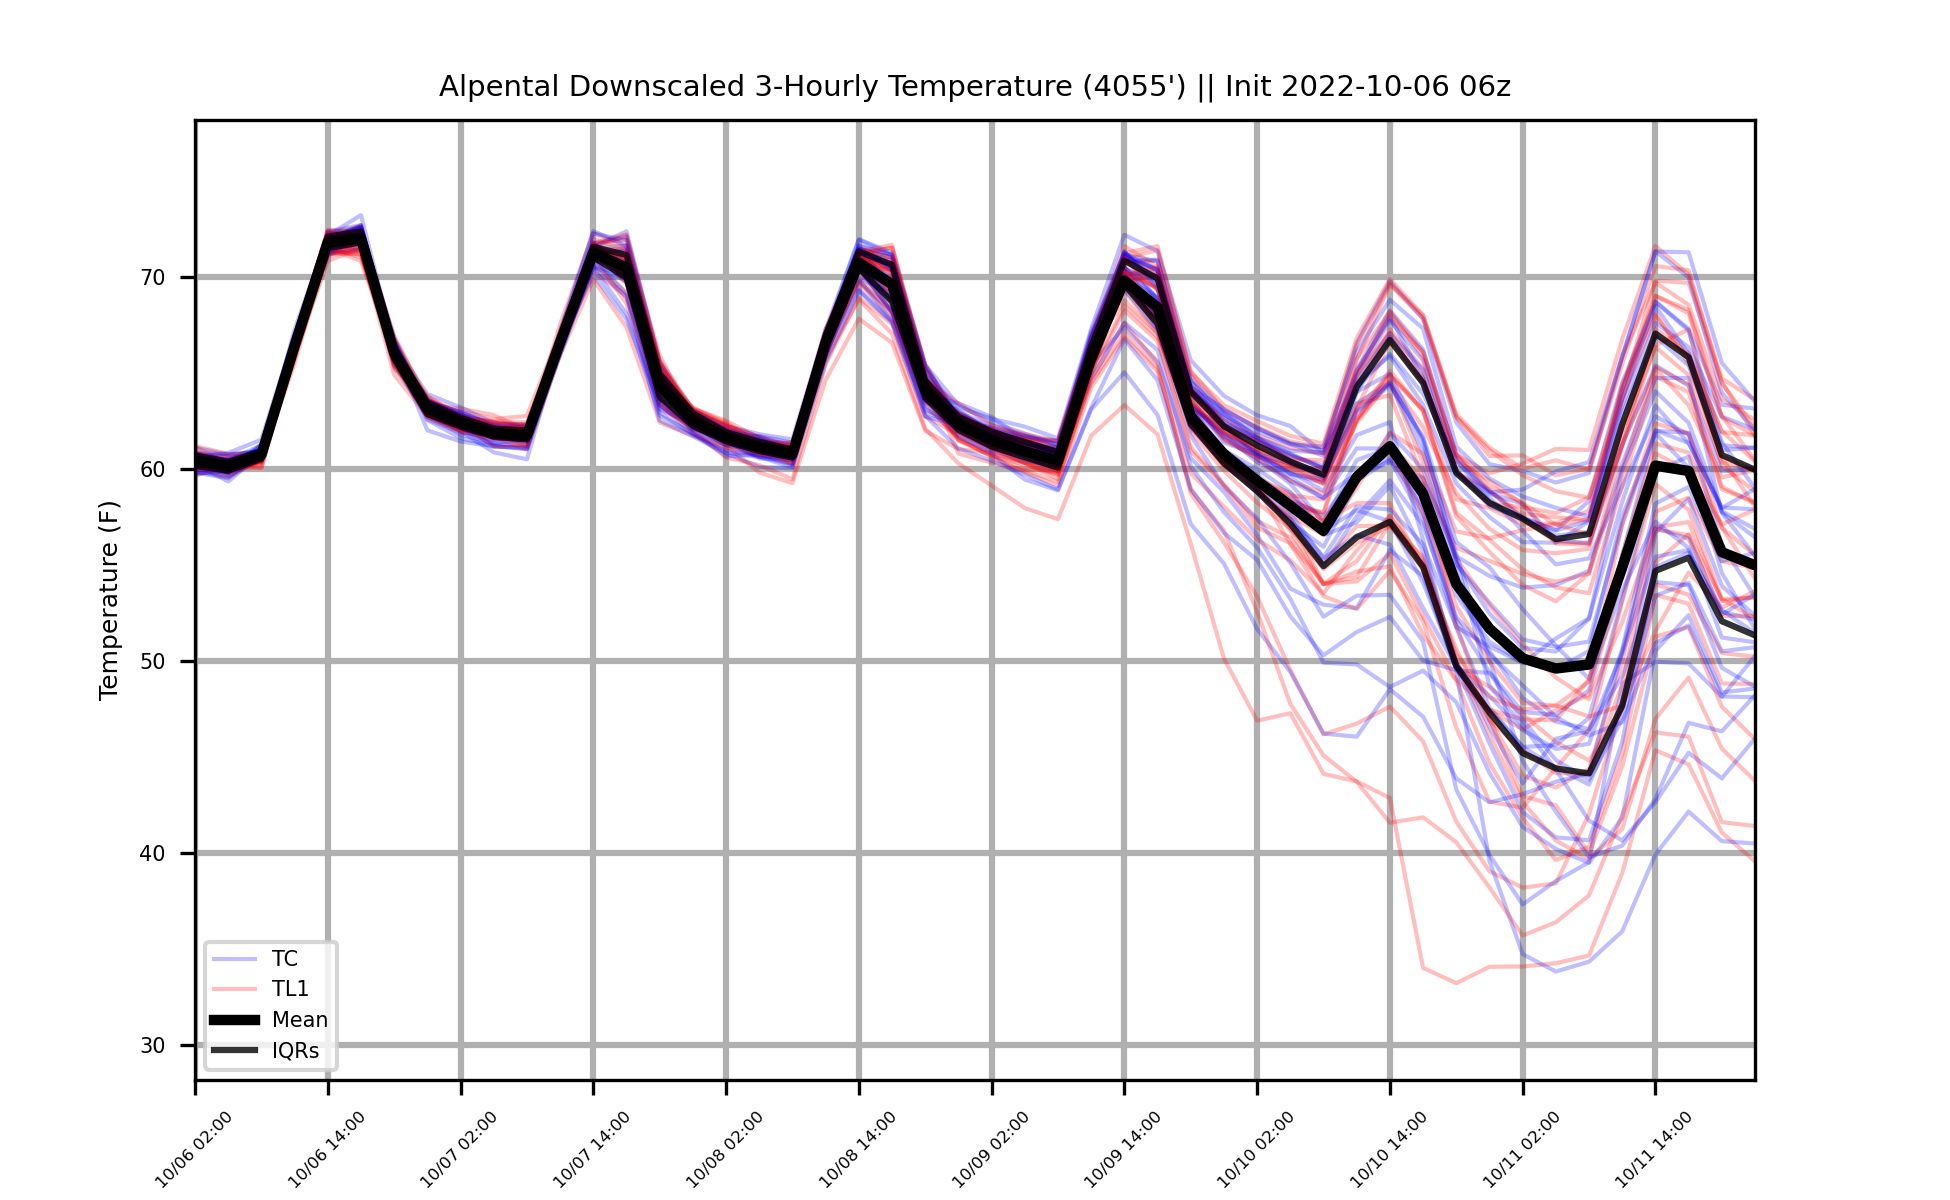 Alpental Downscaled 3-Hourly Temperature (4055') || Init 2022-10-06 06z
Temperature (F)
70
60
50
40
30
TC
TL1
Mean
IQRs
10/06 02:00
10/06 14:00
10/07 02:00
10/07 14:00
10/08 02:00
10/08 14:00
10/09 02:00
10/09 14:00
10/10 02:00
10/10 14:00
10/11 02:00
10/11 14:00